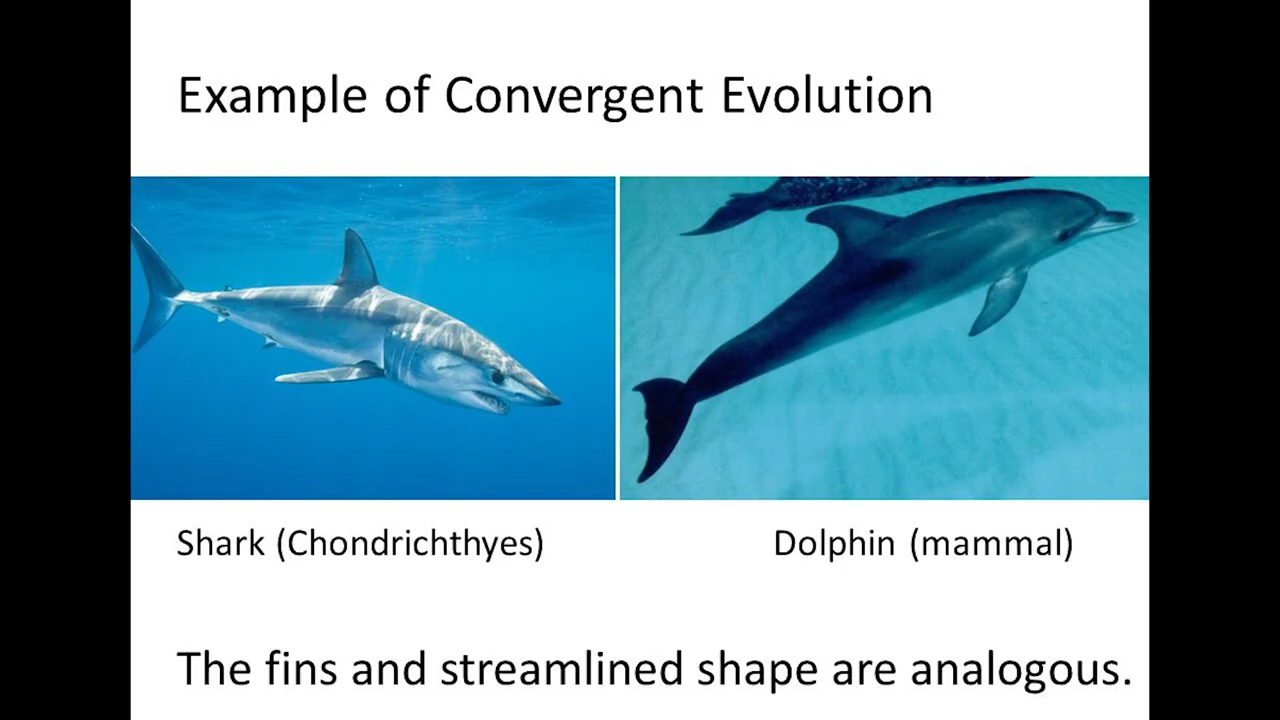 Example of Convergent Evolution
Shark (Chondrichthyes)
Dolphin (mammal)
The fins and streamlined shape are analogous.